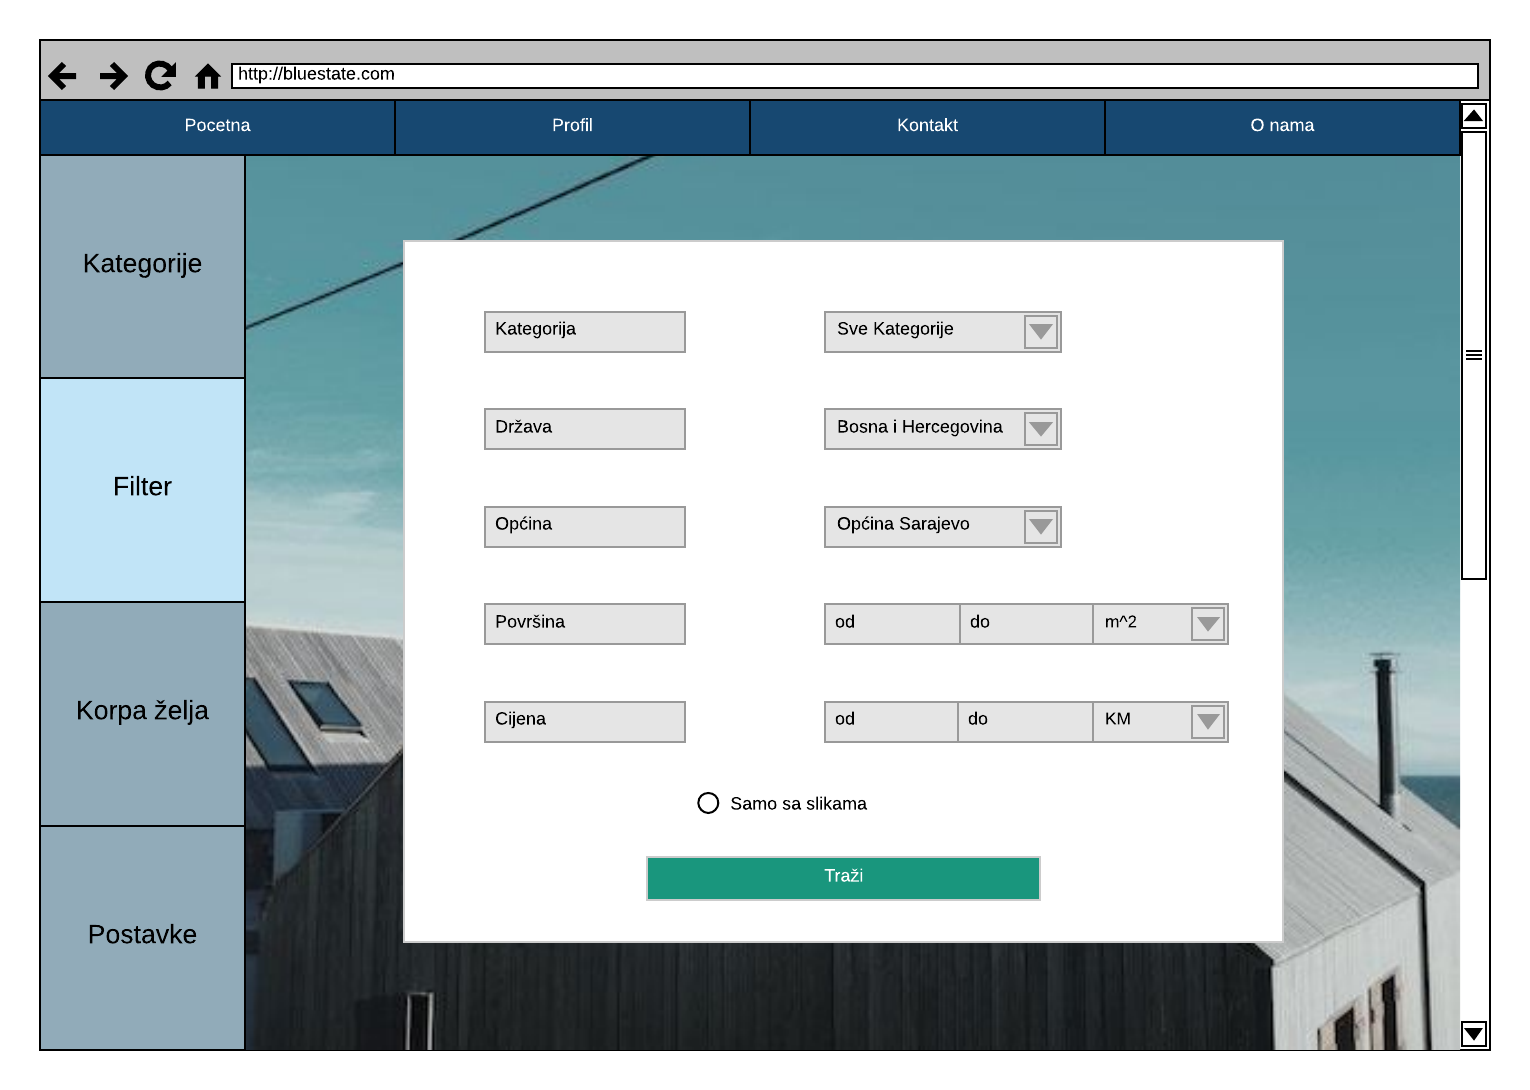 http://bluestate.com
Pocetna
Profil
Kontakt
O nama
Kategorije
Filter
Korpa želja
Postavke
Kategorija
Sve Kategorije
Država
Bosna i Hercegovina
Općina
Općina Sarajevo
Površina
od
do
m^2
Cijena
od
do
KM
Samo sa slikama
Traži